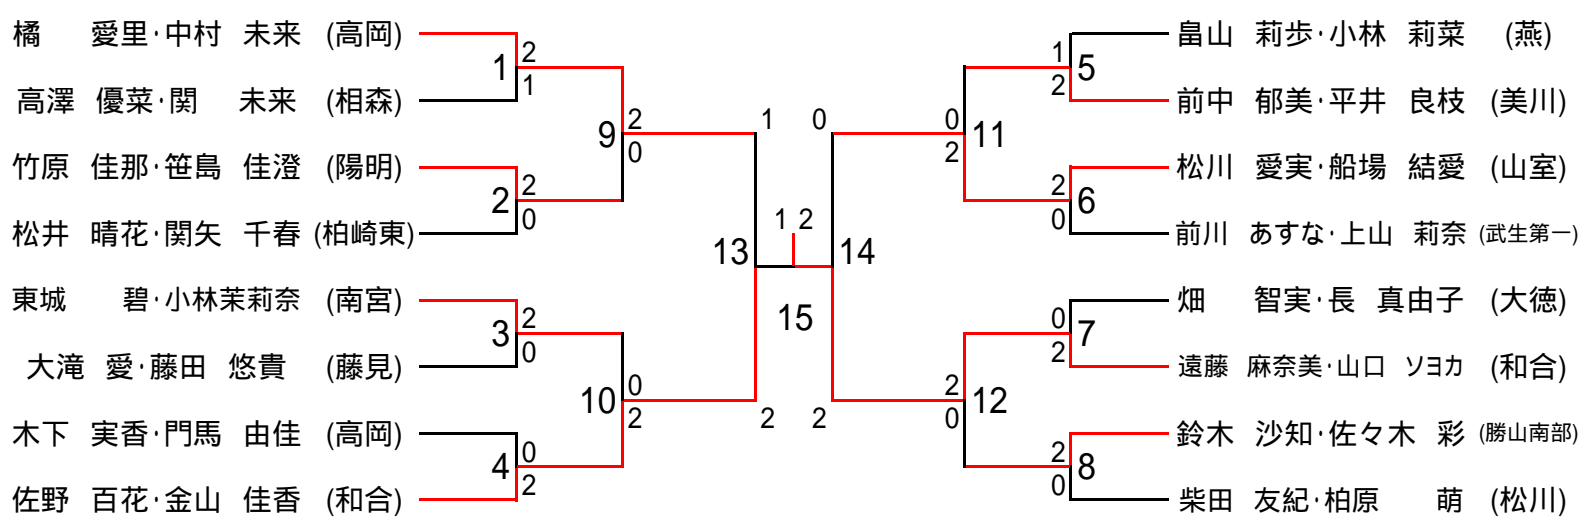 橘 愛里・中村 未来 (高岡)
高澤 優菜・関 未来 (相森)
竹原 佳那・笹島 佳澄 (陽明)
松井 晴花・関矢 千春 (柏崎東)
東城 碧・小林茉莉奈 (南宮)
大滝 愛・藤田 悠貴 (藤見)
木下 実香・門馬 由佳 (高岡)
佐野 百花・金山 佳香 (和合)
1 2 1
2 2 0
3 2 0
4 0 2
9 2 0
10 0 2
13 1 2
15 1 2
14 0 2
11 0 2
12 2 0
5 1 2
6 2 0
7 0 2
8 2 0
畠山 莉歩・小林 莉菜 (燕)
前中 郁美・平井 良枝 (美川)
松川 愛実・船場 結愛 (山室)
前川 あすな・上山 莉奈 (武生第一)
畑 智実・長 真由子 (大徳)
遠藤 麻奈美・山口 ソヨカ (和合)
鈴木 沙知・佐々木 彩 (勝山南部)
柴田 友紀・柏原 萌 (松川)